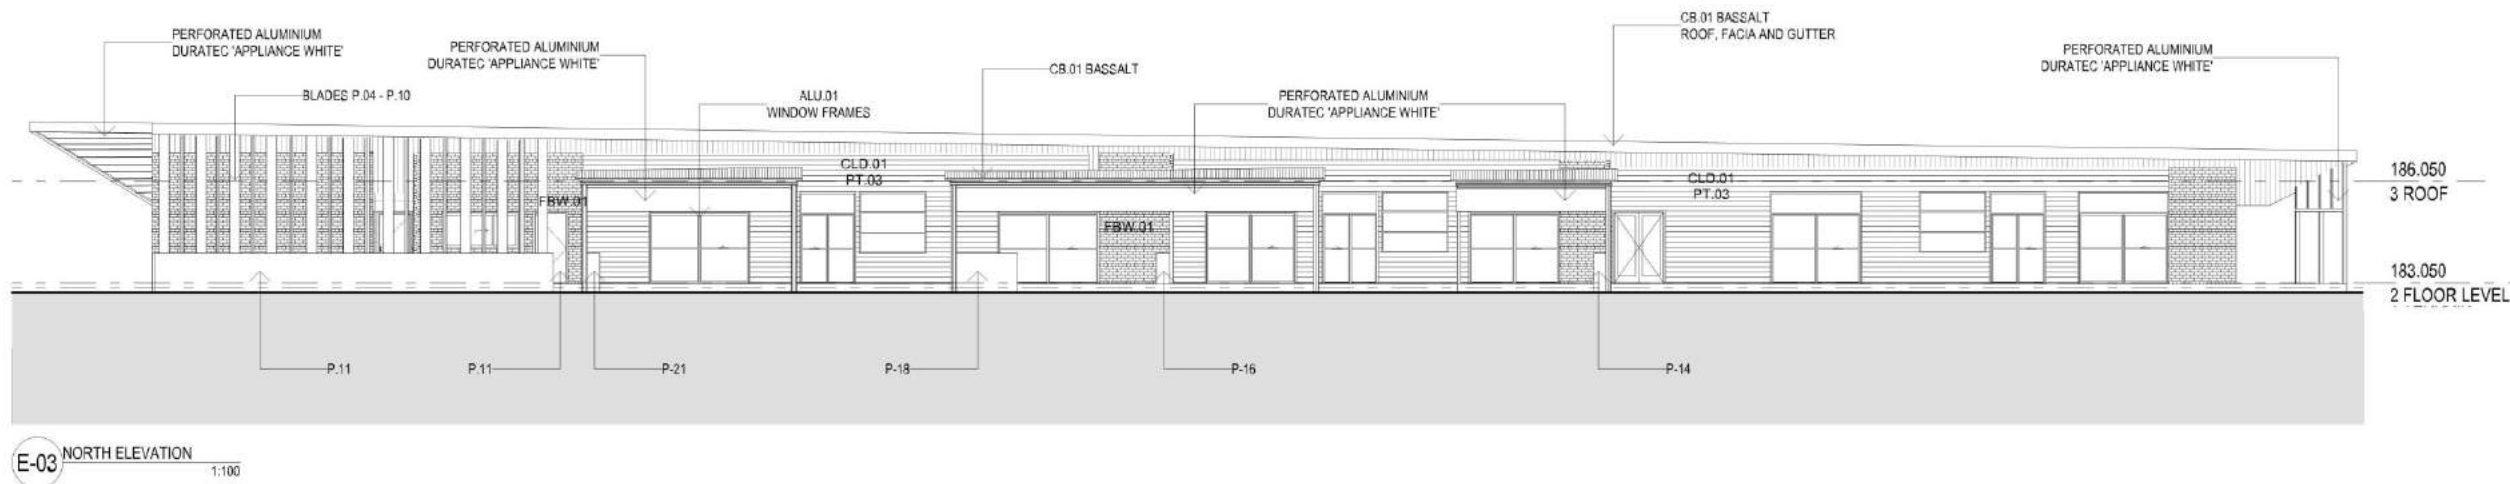 CB.01 BASSALT
ROOF, FACIA AND GUTTER
PERFORATED ALUMINIUM
DURATEC 'APPLIANCE WHITE'
PERFORATED ALUMINIUM
DURATEC 'APPLIANCE WHITE'
PERFORATED ALUMINIUM
DURATEC 'APPLIANCE WHITE'
CB.01 BASSALT
BLADES P.04 - P.10
ALU.01
WINDOW FRAMES
PERFORATED ALUMINIUM
DURATEC 'APPLIANCE WHITE'
CLD.01
PT.03
CLD.01
PT.03
186.050
3 ROOF
FBW.01
FBW.01
183.050
2 FLOOR LEVEL
P.11
P.11
P-21
P-18
P-16
P-14
E-03
NORTH ELEVATION
1:100